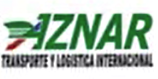 AZNAR
TRANSPORTE Y LOGISTICA INTERNACIONAL